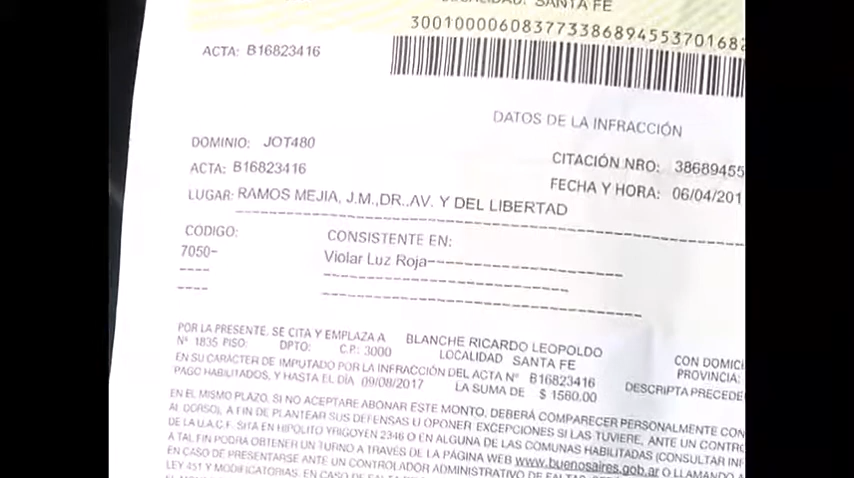 SANTA FE
300100006083773386894553701682
ACTA: B16823416
DATOS DE LA INFRACCIÓN
DOMINIO: JOT480
CITACIÓN NRO: 38689455
ACTA: B16823416
FECHA Y HORA: 06/04/201
LUGAR: RAMOS MEJIA, J.M.,DR.,AV. Y DEL LIBERTAD
CODIGO:
CONSISTENTE EN:
7050-
Violar Luz Roja
POR LA PRESENTE, SE CITA Y EMPLAZA A BLANCHE RICARDO LEOPOLDO CON DOMIC
Nº 1835 PISO: DPTO: C.P.: 3000 LOCALIDAD SANTA FE PROVINCIA:
EN SU CARÁCTER DE IMPUTADO POR LA INFRACCIÓN DEL ACTA Nº B16823416 DESCRIPTA PRECEDE
PAGO HABILITADOS, Y HASTA EL DÍA 09/08/2017 LA SUMA DE $ 1560.00
EN EL MISMO PLAZO, SI NO ACEPTARE ABONAR ESTE MONTO, DEBERÁ COMPARECER PERSONALMENTE CON
AL DORSO), A FIN DE PLANTEAR SUS DEFENSAS U OPONER EXCEPCIONES SI LAS TUVIERE, ANTE UN CONTR
DE LA U.A.C.F. SITA EN HIPOLITO YRIGOYEN 2346 O EN ALGUNA DE LAS COMUNAS HABILITADAS (CONSULTAR IN
A TAL FIN PODRÁ OBTENER UN TURNO A TRAVÉS DE LA PÁGINA WEB www.buenosaires.gob.ar O LLAMANDO A
EN CASO DE PRESENTARSE ANTE UN CONTROLADOR ADMINISTRATIVO DE FALTAS
LEY 451 Y MODIFICATORIAS. EN CASO DE